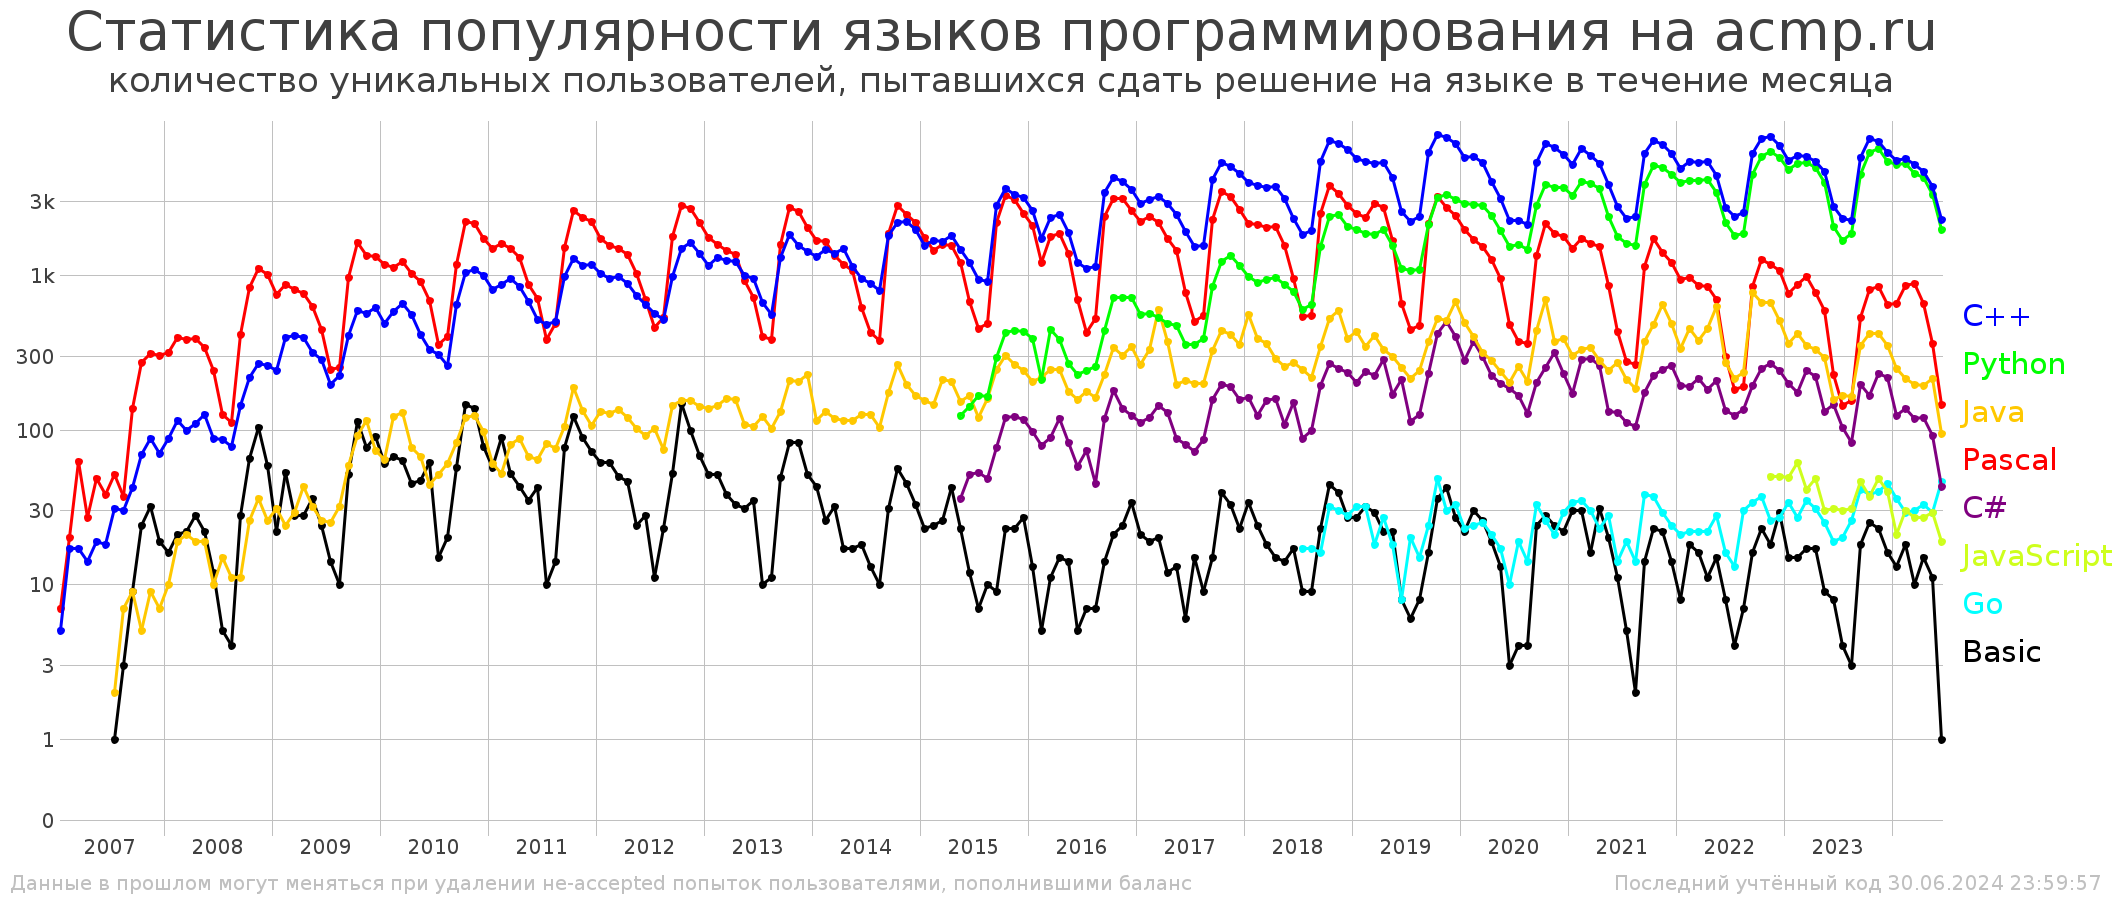 Статистика популярности языков программирования на acmp.ru
количество уникальных пользователей, пытавшихся сдать решение на языке в течение месяца
3k
1k
300
100
30
10
3
1
0
C++
Python
Java
Pascal
C#
JavaScript
Go
Basic
2007 2008 2009 2010 2011 2012 2013 2014 2015 2016 2017 2018 2019 2020 2021 2022 2023
Данные в прошлом могут меняться при удалении не-accepted попыток пользователями, пополнившими баланс
Последний учтённый код 30.06.2024 23:59:57